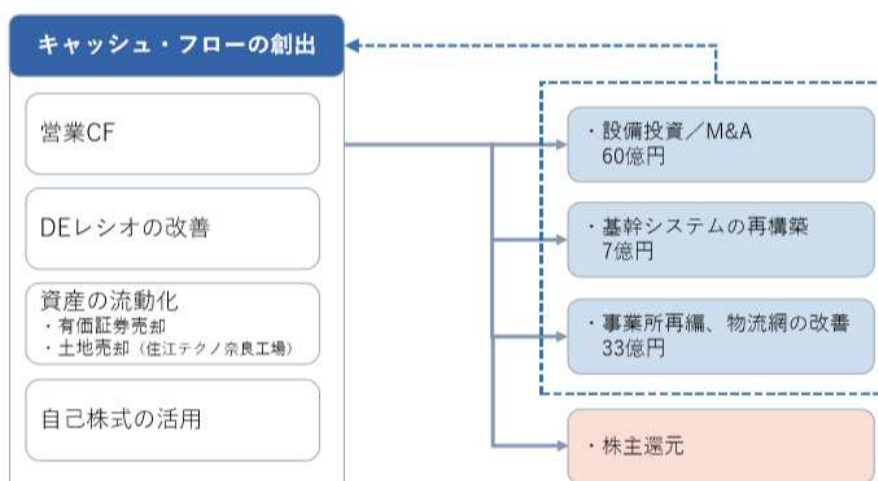 キャッシュ・フローの創出
営業CF
DEレシオの改善
資産の流動化
・有価証券売却
・土地売却（住江テクノ奈良工場）
自己株式の活用
・設備投資／M&A
60億円
・基幹システムの再構築
7億円
・事業所再編、物流網の改善
33億円
・株主還元